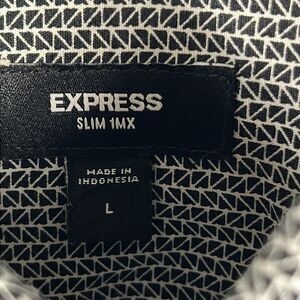 EXPRESS
SLIM 1MX
MADE IN
INDONESIA
L